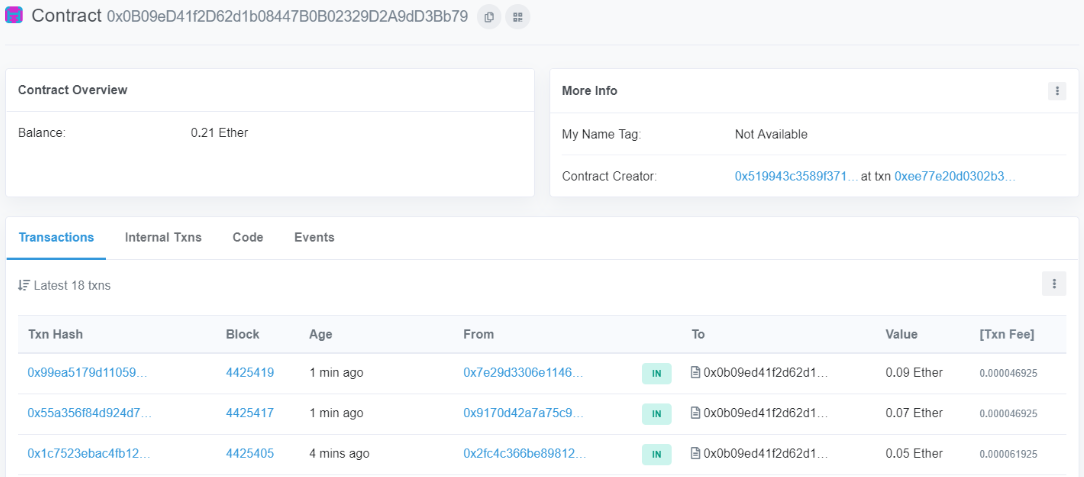 Contract 0x0B09eD41f2D62d1b08447B0B02329D2A9dD3Bb79
Contract Overview
Balance: 0.21 Ether
More Info
My Name Tag: Not Available
Contract Creator: 0x519943c3589f371... at txn 0xee77e20d0302b3...
Transactions Internal Txns Code Events
Latest 18 txns
Txn Hash Block Age From To Value [Txn Fee]
0x99ea5179d11059... 4425419 1 min ago 0x7e29d3306e1146... IN 0x0b09ed41f2d62d1... 0.09 Ether 0.000046925
0x55a356f84d924d7... 4425417 1 min ago 0x9170d42a7a75c9... IN 0x0b09ed41f2d62d1... 0.07 Ether 0.000046925
0x1c7523ebac4fb12... 4425405 4 mins ago 0x2fc4c366be89812... IN 0x0b09ed41f2d62d1... 0.05 Ether 0.000061925